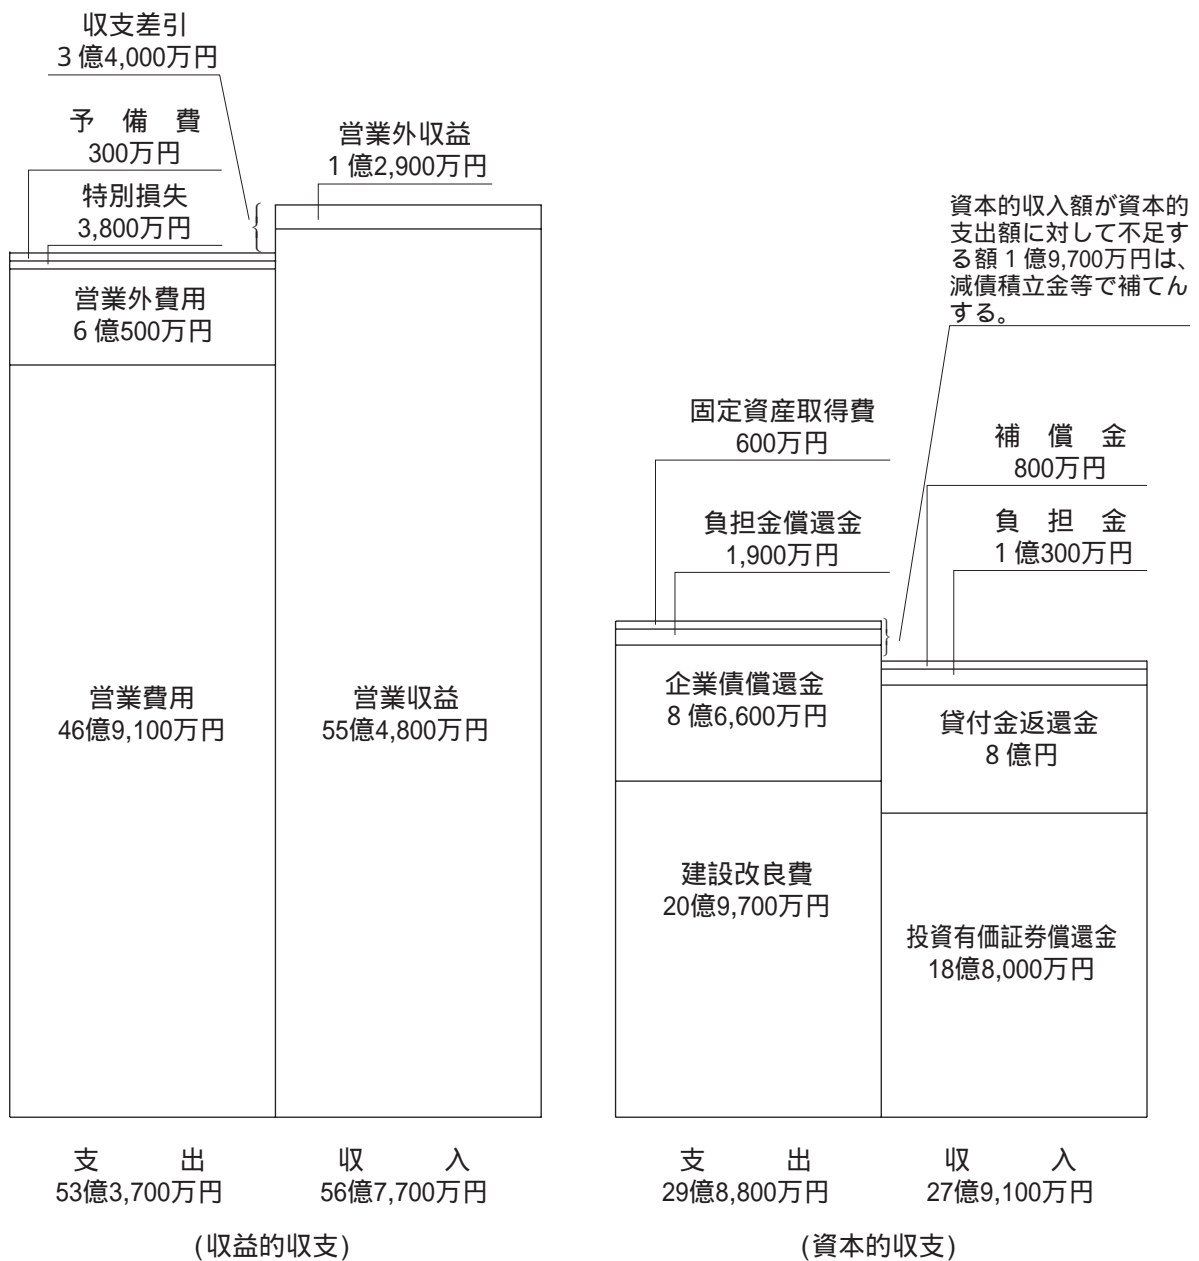 収支差引
3億4,000万円
予 備 費
300万円
特別損失
3,800万円
営業外収益
1億2,900万円
営業外費用
6億500万円
営業費用
46億9,100万円
営業収益
55億4,800万円
支 出
53億3,700万円
収 入
56億7,700万円
(収益的収支)
資本的収入額が資本的
支出額に対して不足す
る額1億9,700万円は、
減債積立金等で補てん
する。
固定資産取得費
600万円
負担金償還金
1,900万円
補 償 金
800万円
負 担 金
1億300万円
企業債償還金
8億6,600万円
貸付金返還金
8億円
建設改良費
20億9,700万円
投資有価証券償還金
18億8,000万円
支 出
29億8,800万円
収 入
27億9,100万円
(資本的収支)